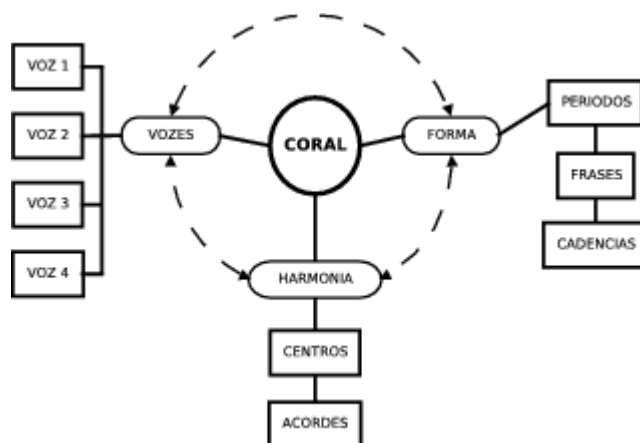 VOZ 1
VOZ 2
VOZ 3
VOZ 4
VOZES
CORAL
FORMA
PERIODOS
FRASES
CADENCIAS
HARMONIA
CENTROS
ACORDES